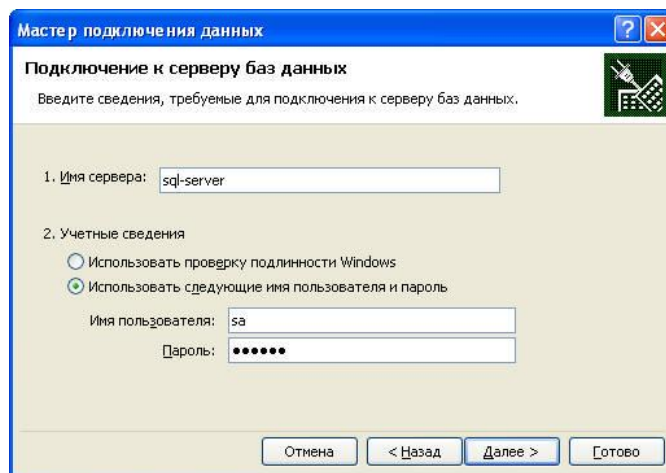 Мастер подключения данных
Подключение к серверу баз данных
Введите сведения, требуемые для подключения к серверу баз данных.
1. Имя сервера: sql-server
2. Учетные сведения
Использовать проверку подлинности Windows
Использовать следующие имя пользователя и пароль
Имя пользователя: sa
Пароль: ●●●●●●
Отмена < Назад Далее > Готово